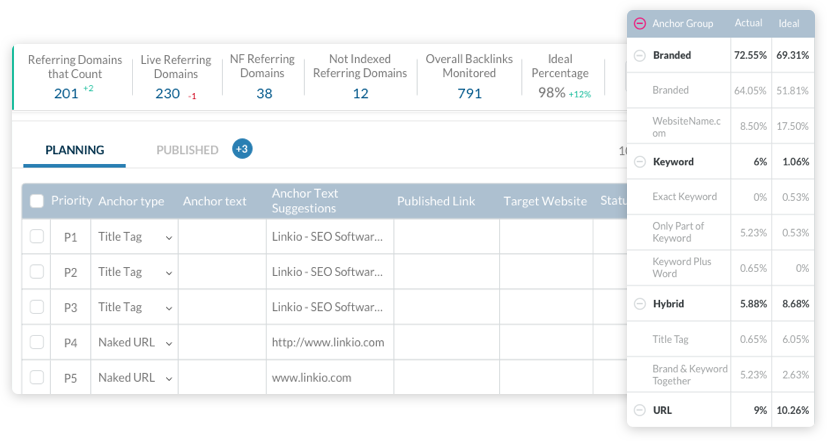 Referring Domains that Count
201 +2
Live Referring Domains
230 -1
NF Referring Domains
38
Not Indexed Referring Domains
12
Overall Backlinks Monitored
791
Ideal Percentage
98% +12%
PLANNING PUBLISHED +3
Priority Anchor type Anchor text Anchor Text Suggestions Published Link Target Website
P1 Title Tag Linkio - SEO Softwar...
P2 Title Tag Linkio - SEO Softwar...
P3 Title Tag Linkio - SEO Softwar...
P4 Naked URL http://www.linkio.com
P5 Naked URL www.linkio.com
Anchor Group Actual Ideal
Branded 72.55% 69.31%
Branded 64.05% 51.81%
WebsiteName.com 8.50% 17.50%
Keyword 6% 1.06%
Exact Keyword 0% 0.53%
Only Part of Keyword 5.23% 0.53%
Keyword Plus Word 0.65% 0%
Hybrid 5.88% 8.68%
Title Tag 0.65% 6.05%
Brand & Keyword Together 5.23% 2.63%
URL 9% 10.26%